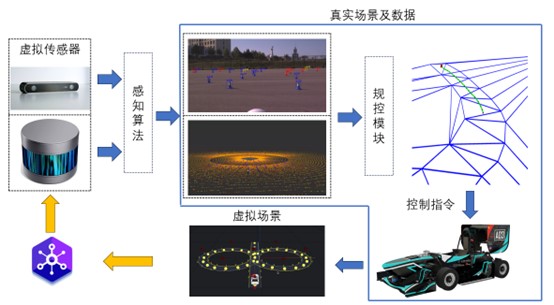 真实场景及数据
虚拟传感器
感知算法
规控模块
控制指令
虚拟场景